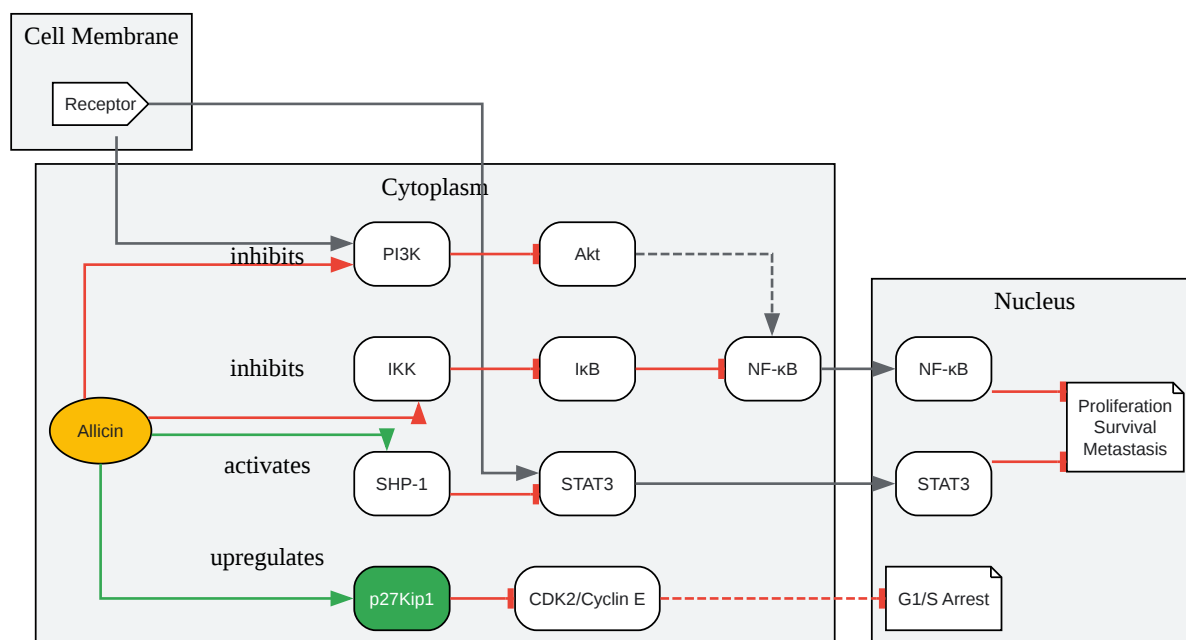 Cell Membrane
Receptor
Cytoplasm
inhibits
PI3K
Akt
Nucleus
inhibits
IKK
IκB
NF-κB
NF-κB
Proliferation
Survival
Metastasis
Allicin
activates
SHP-1
STAT3
STAT3
upregulates
p27Kip1
CDK2/Cyclin E
G1/S Arrest